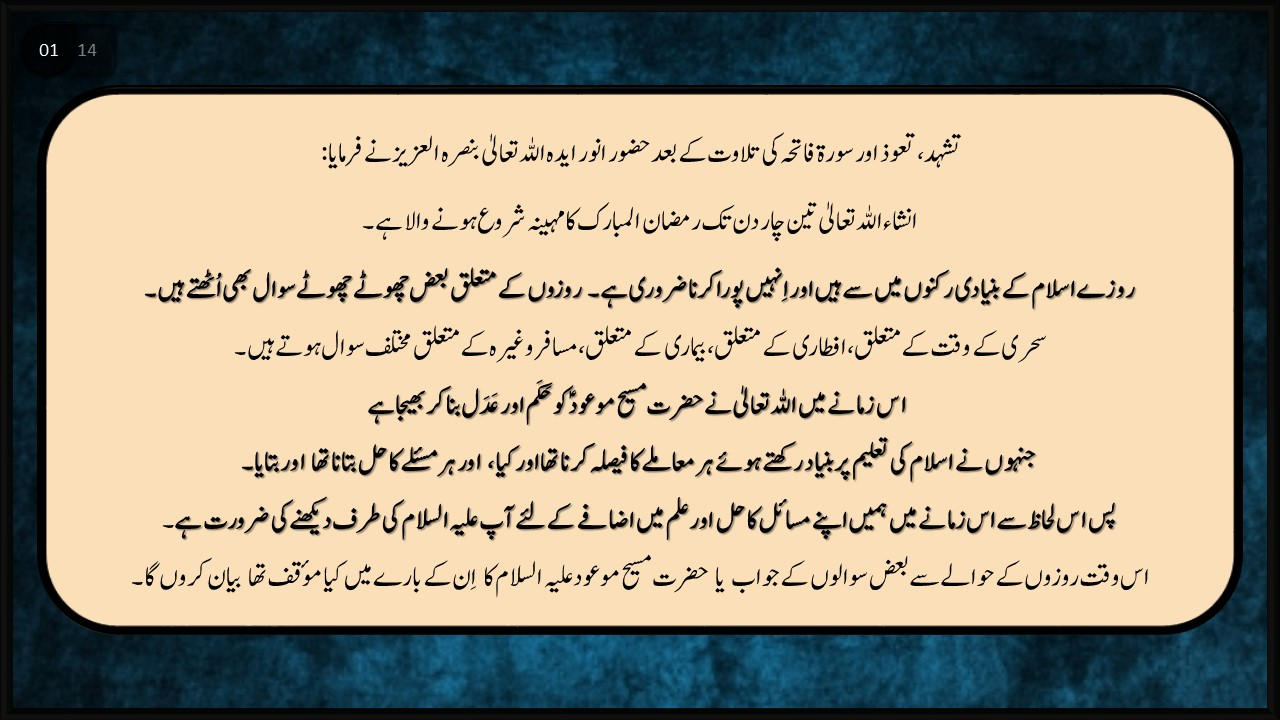 01 14
تشہد، تعوذ اور سورۃ فاتحہ کی تلاوت کے بعد حضور انور ایدہ اللہ تعالیٰ بنصرہ العزیز نے فرمایا:
انشاء اللہ تعالیٰ تین چار دن تک رمضان المبارک کا مہینہ شروع ہونے والا ہے۔
روزے اسلام کے بنیادی رکنوں میں سے ہیں اور اِنہیں پورا کرنا ضروری ہے۔ روزوں کے متعلق بعض چھوٹے چھوٹے سوال بھی اُٹھتے ہیں۔
سحری کے وقت کے متعلق، افطاری کے متعلق، بیماری کے متعلق، مسافر وغیرہ کے متعلق مختلف سوال ہوتے ہیں۔
اس زمانے میں اللہ تعالیٰ نے حضرت مسیح موعودؑ کو حَکَم اور عَدَل بنا کر بھیجا ہے
جنہوں نے اسلام کی تعلیم پر بنیاد رکھتے ہوئے ہر معاملے کا فیصلہ کرنا تھا اور کیا، اور ہر مسئلے کا حل بتانا تھا اور بتایا۔
پس اس لحاظ سے اس زمانے میں ہمیں اپنے مسائل کا حل اور علم میں اضافے کے لئے آپ علیہ السلام کی طرف دیکھنے کی ضرورت ہے۔
اس وقت روزوں کے حوالے سے بعض سوالوں کے جواب یا حضرت مسیح موعود علیہ السلام کا اِن کے بارے میں کیا مؤقف تھا بیان کروں گا۔